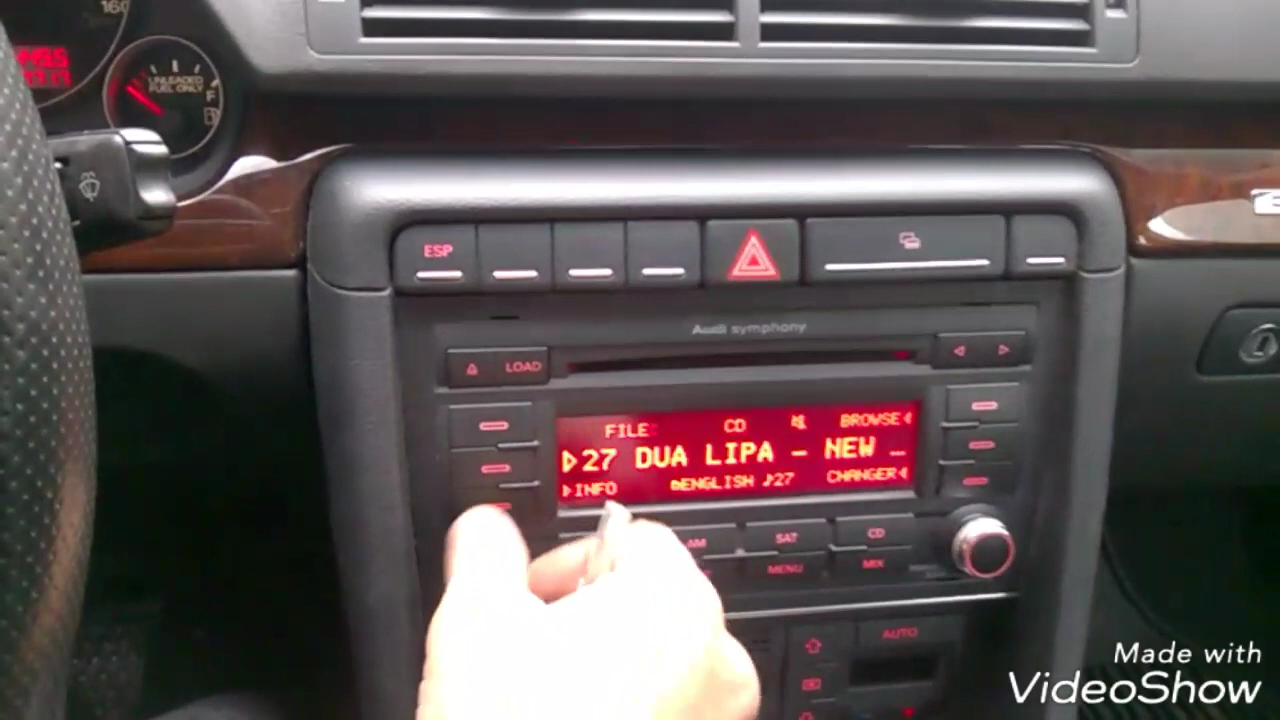 160
UNLEADED
FUEL ONLY
F
ESP
Audi symphony
LOAD
FILE CD BROWSE
27 DUA LIPA - NEW …
INFO ENGLISH 27 CHANGER
AM SAT CD
MENU MIX
AUTO
Made with
VideoShow